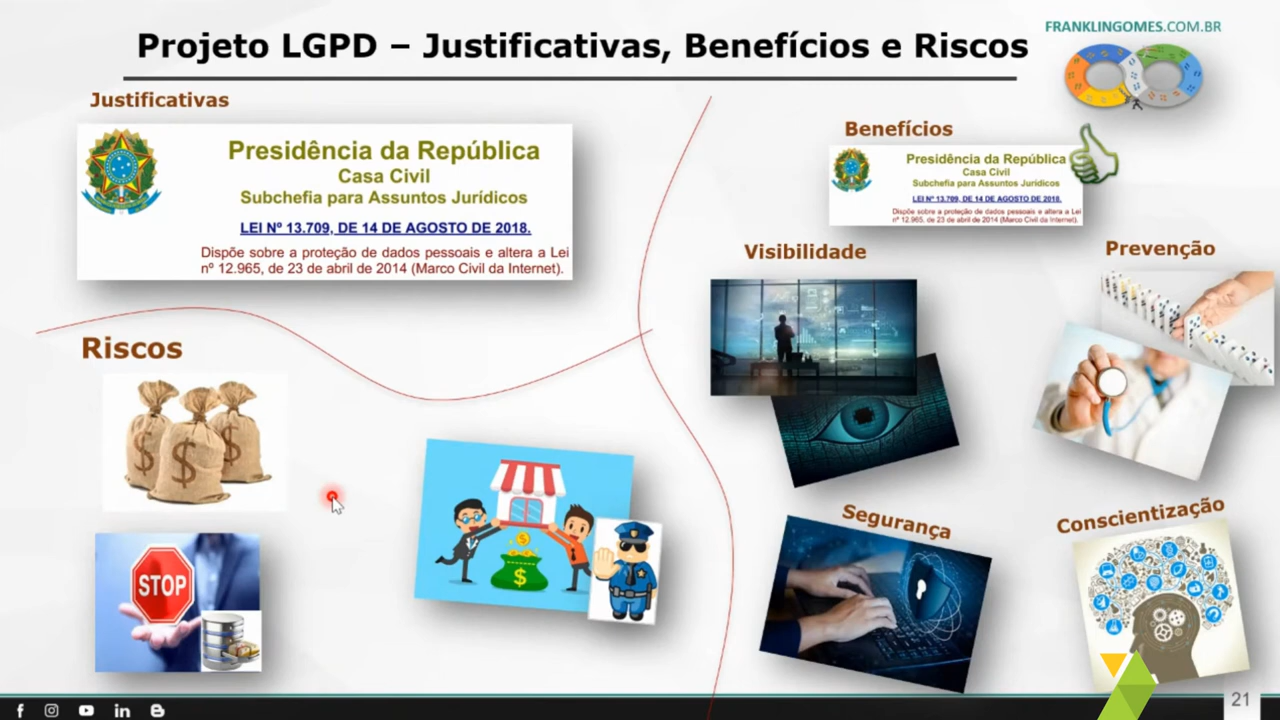 FRANKLINGOMES.COM.BR
Projeto LGPD – Justificativas, Benefícios e Riscos
Justificativas
Presidência da República
Casa Civil
Subchefia para Assuntos Jurídicos
LEI Nº 13.709, DE 14 DE AGOSTO DE 2018.
Dispõe sobre a proteção de dados pessoais e altera a Lei
nº 12.965, de 23 de abril de 2014 (Marco Civil da Internet).
Riscos
$ $ $
$
$
STOP
Benefícios
Presidência da República
Casa Civil
Subchefia para Assuntos Jurídicos
LEI Nº 13.709, DE 14 DE AGOSTO DE 2018.
Dispõe sobre a proteção de dados pessoais e altera a Lei
nº 12.965, de 23 de abril de 2014 (Marco Civil da Internet).
Visibilidade
Prevenção
Segurança
Conscientização
21